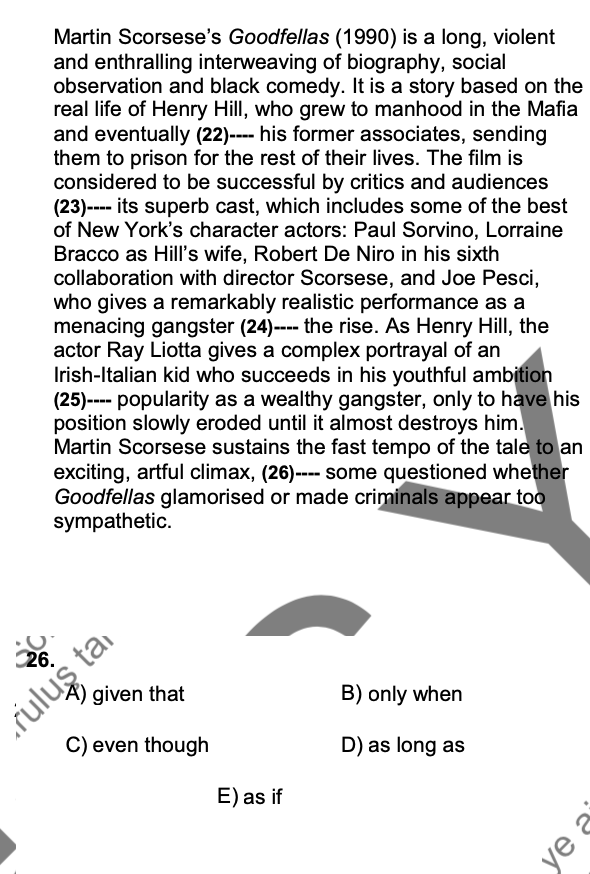 Martin Scorsese’s Goodfellas (1990) is a long, violent
and enthralling interweaving of biography, social
observation and black comedy. It is a story based on the
real life of Henry Hill, who grew to manhood in the Mafia
and eventually (22)---- his former associates, sending
them to prison for the rest of their lives. The film is
considered to be successful by critics and audiences
(23)---- its superb cast, which includes some of the best
of New York’s character actors: Paul Sorvino, Lorraine
Bracco as Hill’s wife, Robert De Niro in his sixth
collaboration with director Scorsese, and Joe Pesci,
who gives a remarkably realistic performance as a
menacing gangster (24)---- the rise. As Henry Hill, the
actor Ray Liotta gives a complex portrayal of an
Irish-Italian kid who succeeds in his youthful ambition
(25)---- popularity as a wealthy gangster, only to have his
position slowly eroded until it almost destroys him.
Martin Scorsese sustains the fast tempo of the tale to an
exciting, artful climax, (26)---- some questioned whether
Goodfellas glamorised or made criminals appear too
sympathetic.
26.
A) given that
B) only when
C) even though
D) as long as
E) as if